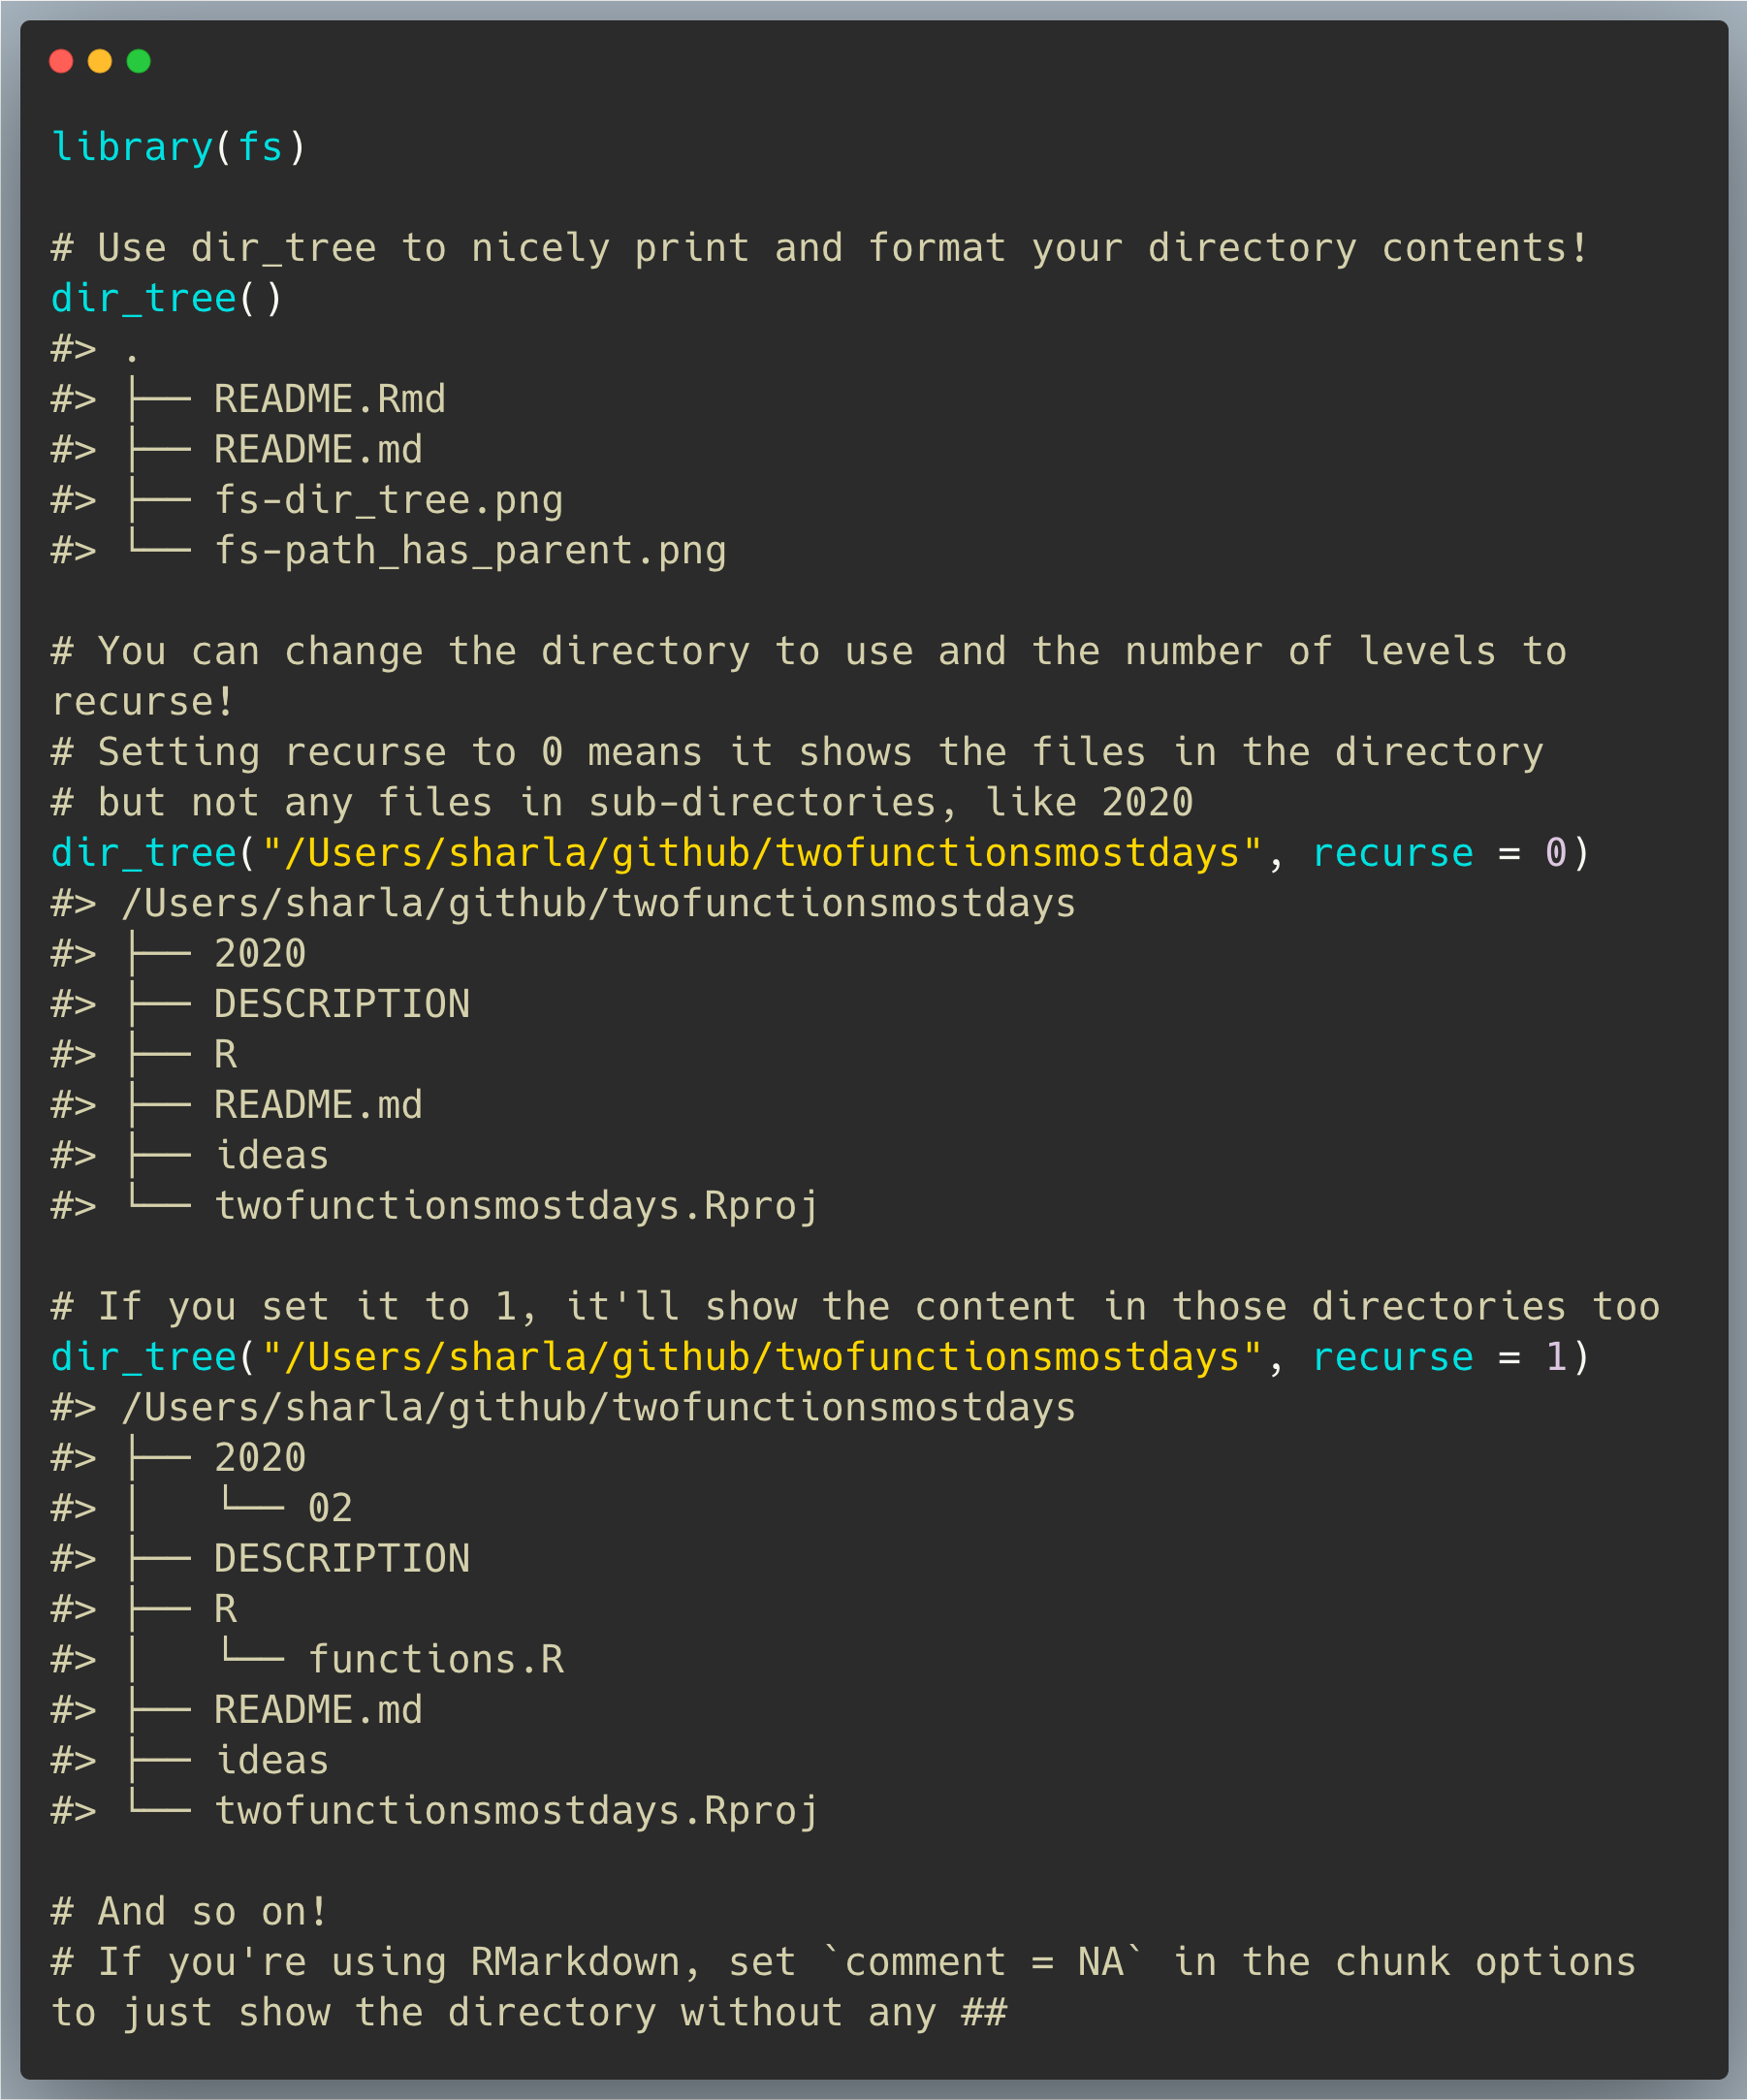 library(fs)

# Use dir_tree to nicely print and format your directory contents!
dir_tree()
#> .
#> ├── README.Rmd
#> ├── README.md
#> ├── fs-dir_tree.png
#> └── fs-path_has_parent.png

# You can change the directory to use and the number of levels to
recurse!
# Setting recurse to 0 means it shows the files in the directory
# but not any files in sub-directories, like 2020
dir_tree("/Users/sharla/github/twofunctionsmostdays", recurse = 0)
#> /Users/sharla/github/twofunctionsmostdays
#> ├── 2020
#> ├── DESCRIPTION
#> ├── R
#> ├── README.md
#> ├── ideas
#> └── twofunctionsmostdays.Rproj

# If you set it to 1, it'll show the content in those directories too
dir_tree("/Users/sharla/github/twofunctionsmostdays", recurse = 1)
#> /Users/sharla/github/twofunctionsmostdays
#> ├── 2020
#> │   └── 02
#> ├── DESCRIPTION
#> ├── R
#> │   └── functions.R
#> ├── README.md
#> ├── ideas
#> └── twofunctionsmostdays.Rproj

# And so on!
# If you're using RMarkdown, set `comment = NA` in the chunk options
to just show the directory without any ##